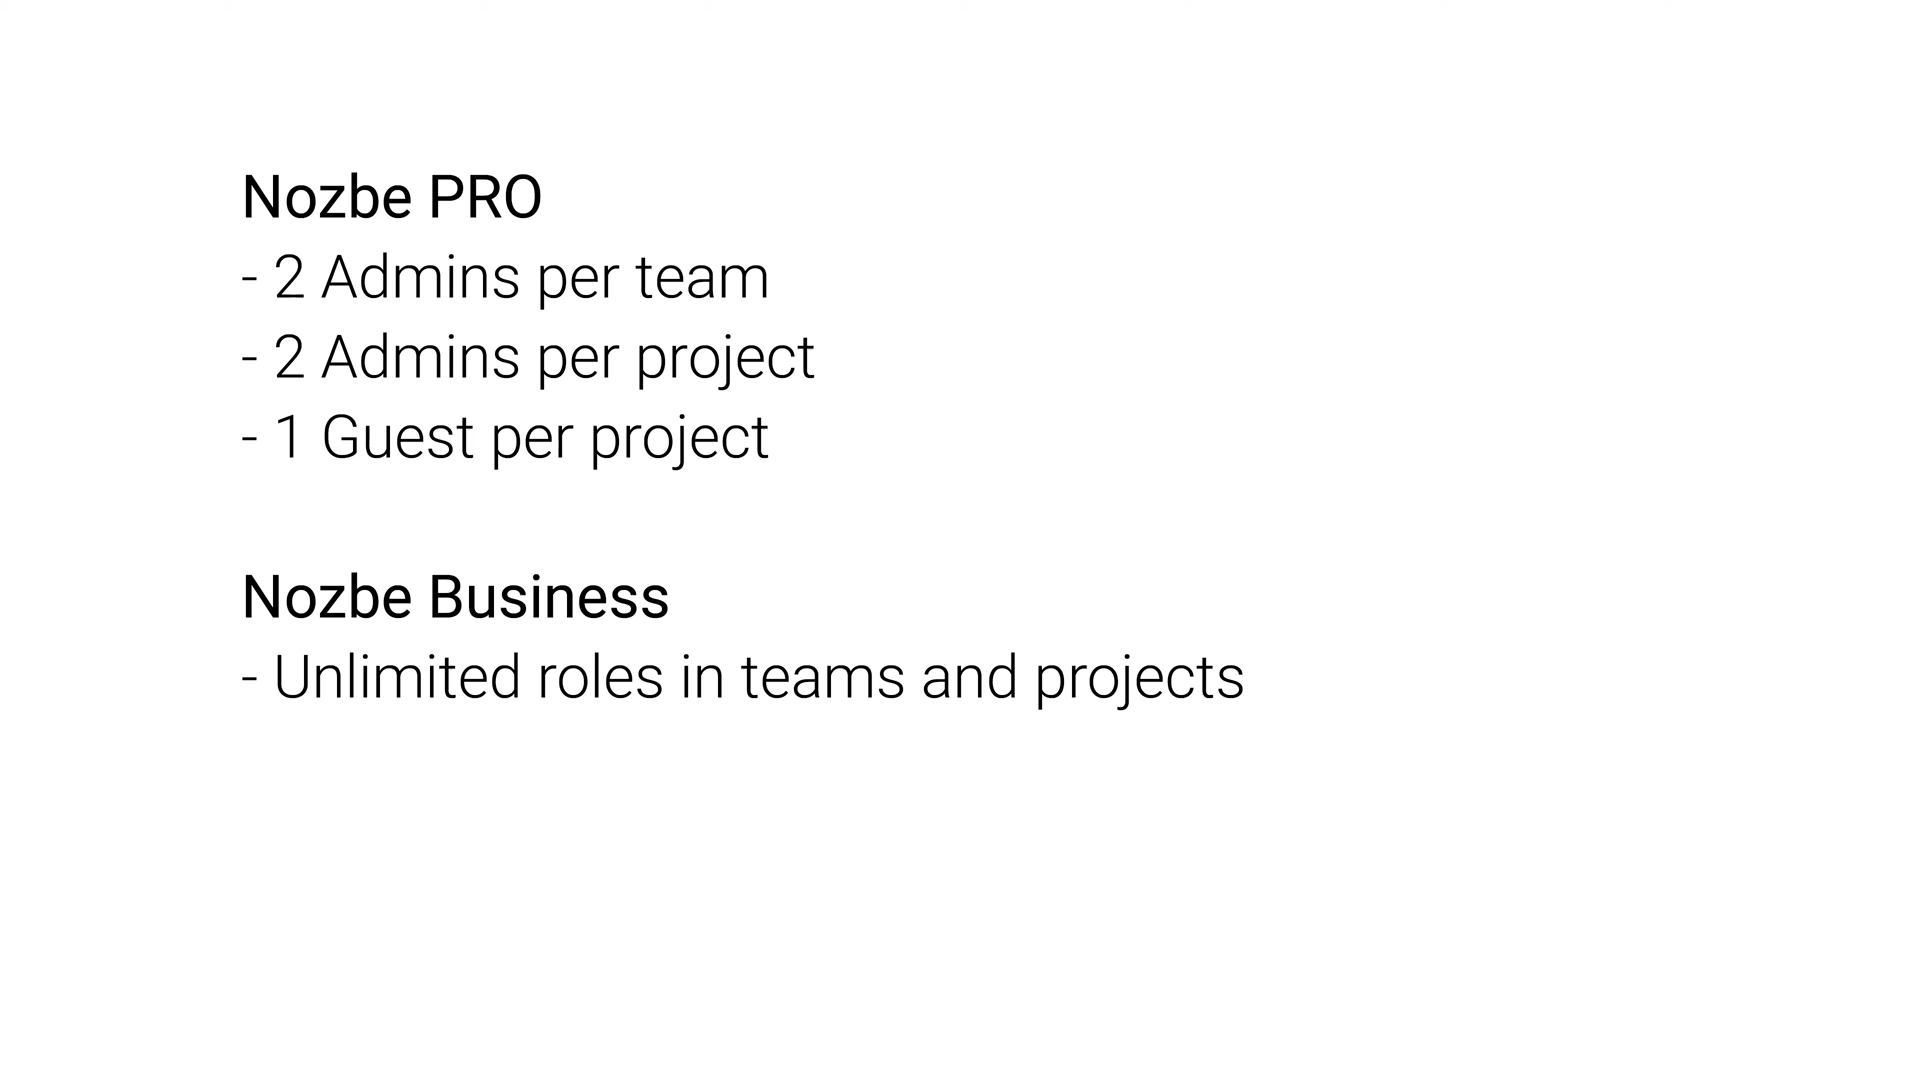 Nozbe PRO
- 2 Admins per team
- 2 Admins per project
- 1 Guest per project
Nozbe Business
- Unlimited roles in teams and projects